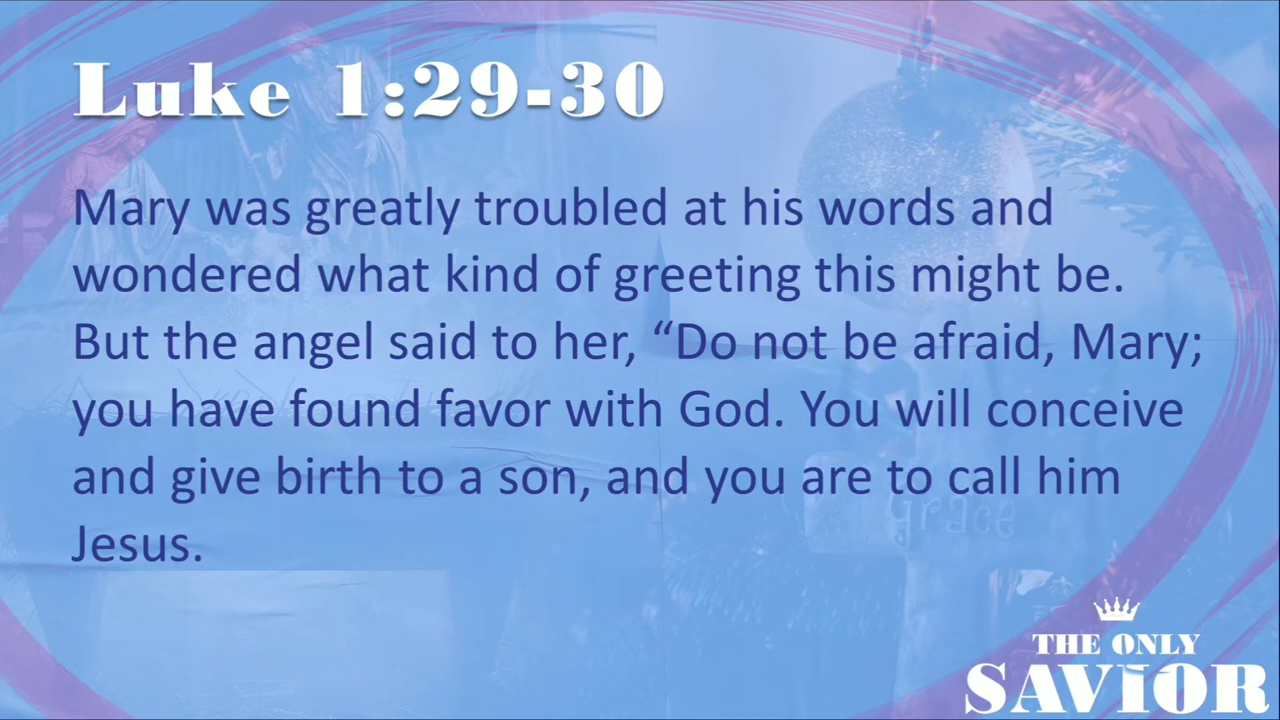 Luke 1:29-30
Mary was greatly troubled at his words and
wondered what kind of greeting this might be.
But the angel said to her, “Do not be afraid, Mary;
you have found favor with God. You will conceive
and give birth to a son, and you are to call him
Jesus.
Grace
THE ONLY
SAVIOR